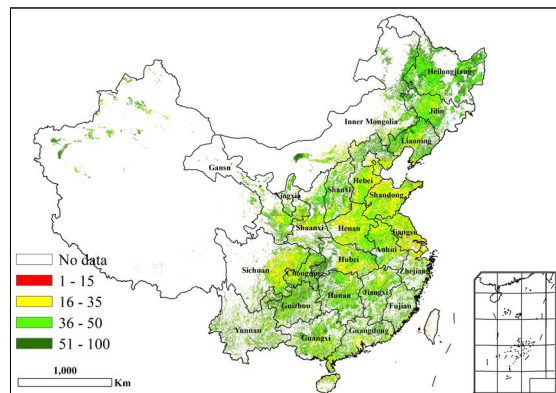 Heilongjiang
Jilin
Inner Mongolia
Liaoning
Gansu
Hebei
Ningxia
Shanxi
Shandong
Shaanxi
Henan
Jiangsu
Anhui
Sichuan
Chongqing
Hubei
Zhejiang
Hunan
Jiangxi
Guizhou
Fujian
Yunnan
Guangxi
Guangdong
No data
1 - 15
16 - 35
36 - 50
51 - 100
1,000
Km